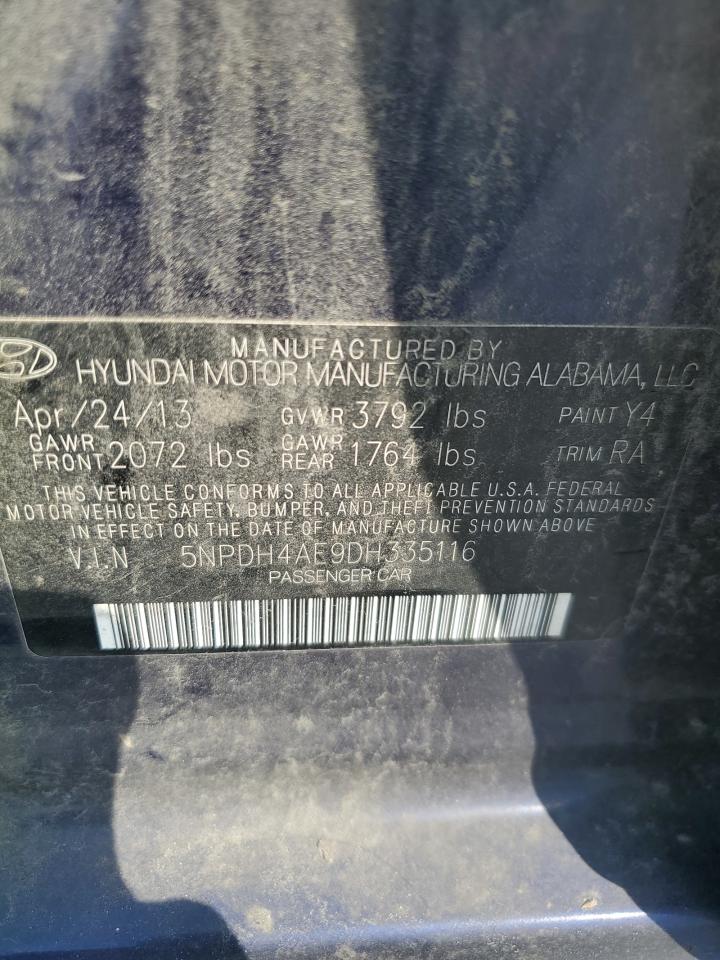 MANUFACTURED BY
HYUNDAI MOTOR MANUFACTURING ALABAMA, LLC
Apr/24/13 GVWR 3792 lbs PAINT Y4
GAWR FRONT 2072 lbs GAWR REAR 1764 lbs TRIM RA
THIS VEHICLE CONFORMS TO ALL APPLICABLE U.S.A. FEDERAL
MOTOR VEHICLE SAFETY, BUMPER, AND THEFT PREVENTION STANDARDS
IN EFFECT ON THE DATE OF MANUFACTURE SHOWN ABOVE
V.I.N 5NPDH4AE9DH335116
PASSENGER CAR